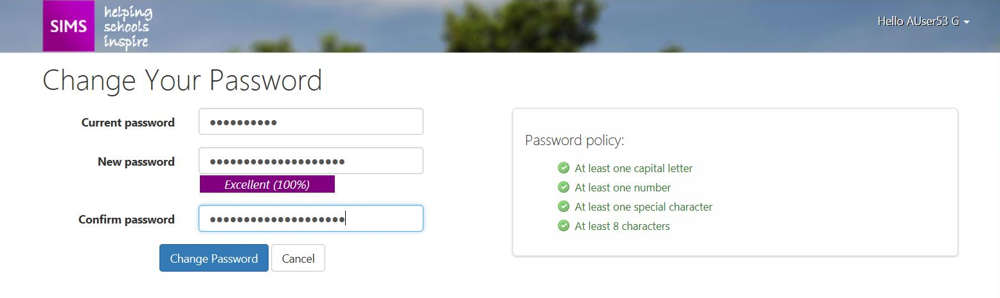 SIMS
helping
schools
inspire
Hello AUser53 G
Change Your Password
Current password
••••••••••
New password
••••••••••••••••••••
Excellent (100%)
Confirm password
••••••••••••••••••••
Change Password
Cancel
Password policy:
At least one capital letter
At least one number
At least one special character
At least 8 characters